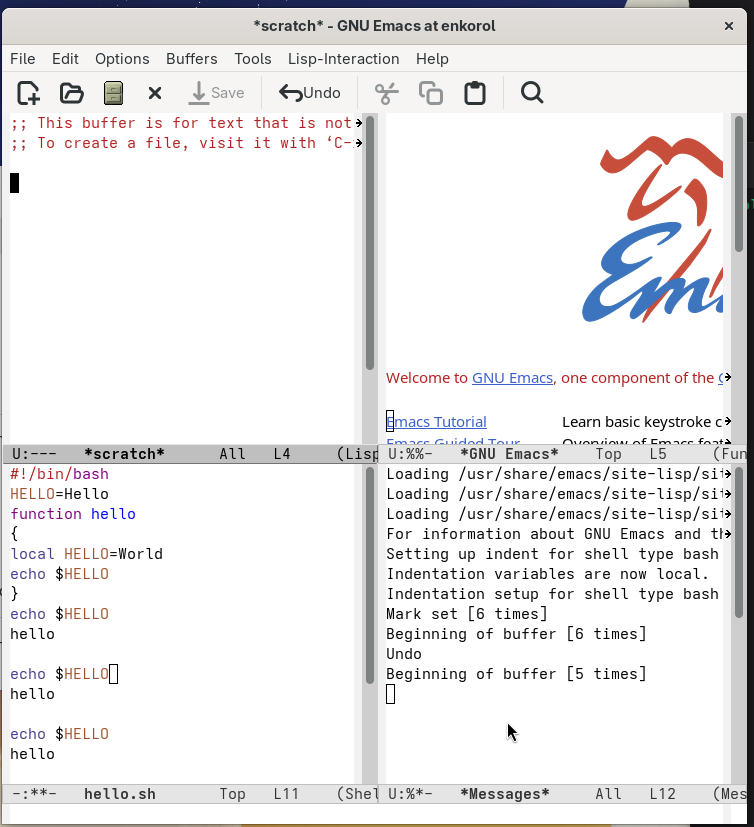 *scratch* - GNU Emacs at enkorol
File Edit Options Buffers Tools Lisp-Interaction Help
Save Undo
;; This buffer is for text that is not
;; To create a file, visit it with ‘C-
U:--- *scratch* All L4 (Lisp
Welcome to GNU Emacs, one component of the
Emacs Tutorial Learn basic keystroke c
Emacs Guided Tour Overview of Emacs feat
U:%%- *GNU Emacs* Top L5 (Fun
#!/bin/bash
HELLO=Hello
function hello
{
local HELLO=World
echo $HELLO
}
echo $HELLO
hello
echo $HELLO
hello
echo $HELLO
hello
-:**- hello.sh Top L11 (Shel
Loading /usr/share/emacs/site-lisp/sit
Loading /usr/share/emacs/site-lisp/sit
Loading /usr/share/emacs/site-lisp/sit
For information about GNU Emacs and th
Setting up indent for shell type bash
Indentation variables are now local.
Indentation setup for shell type bash
Mark set [6 times]
Beginning of buffer [6 times]
Undo
Beginning of buffer [5 times]
U:%*- *Messages* All L12 (Mes